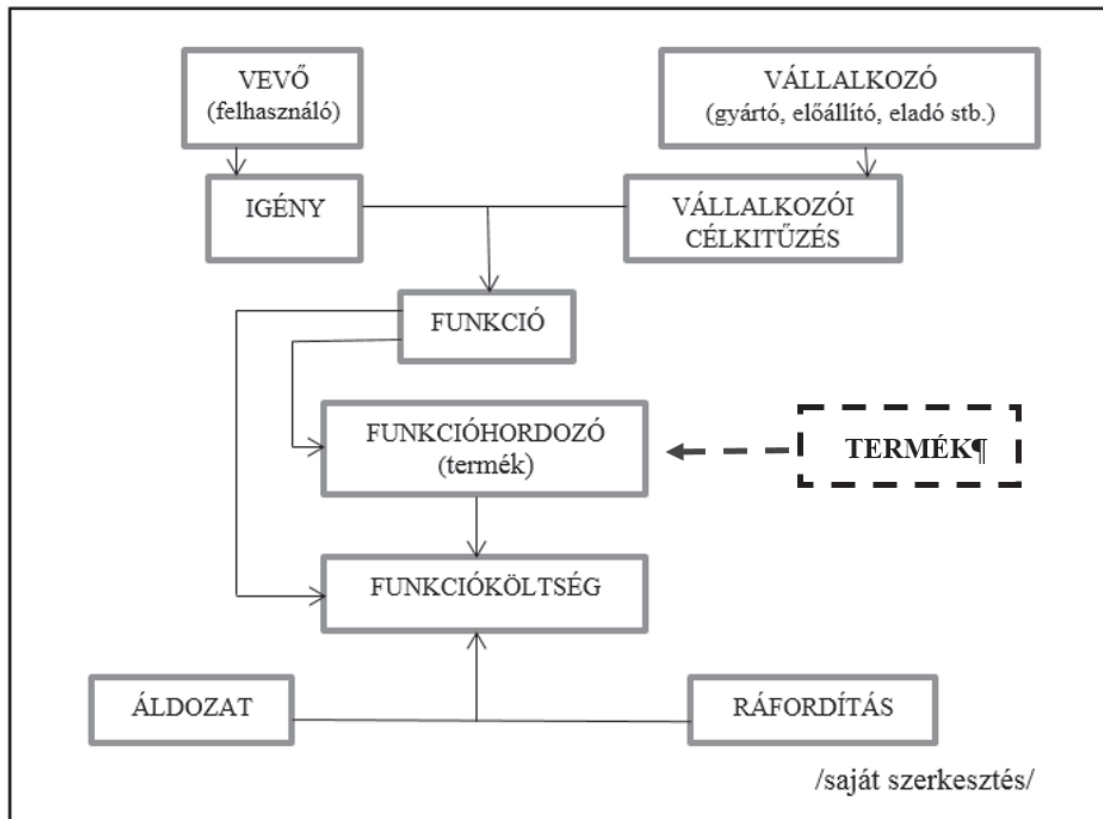 VEVŐ
(felhasználó)
VÁLLALKOZÓ
(gyártó, előállító, eladó stb.)
IGÉNY
VÁLLALKOZÓI
CÉLKITŰZÉS
FUNKCIÓ
FUNKCIÓHORDOZÓ
(termék)
TERMÉK¶
FUNKCIÓKÖLTSÉG
ÁLDOZAT
RÁFORDÍTÁS
/saját szerkesztés/